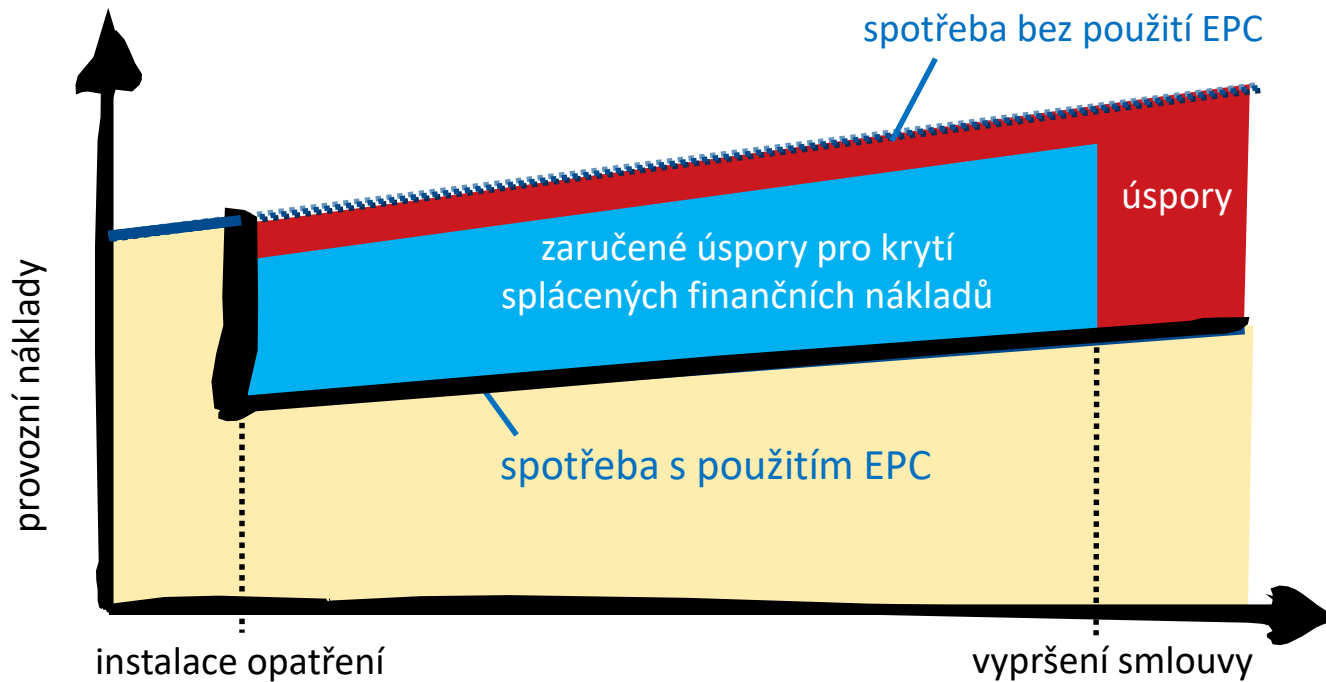 spotřeba bez použití EPC
úspory
zaručené úspory pro krytí
splácených finančních nákladů
provozní náklady
spotřeba s použitím EPC
instalace opatření
vypršení smlouvy